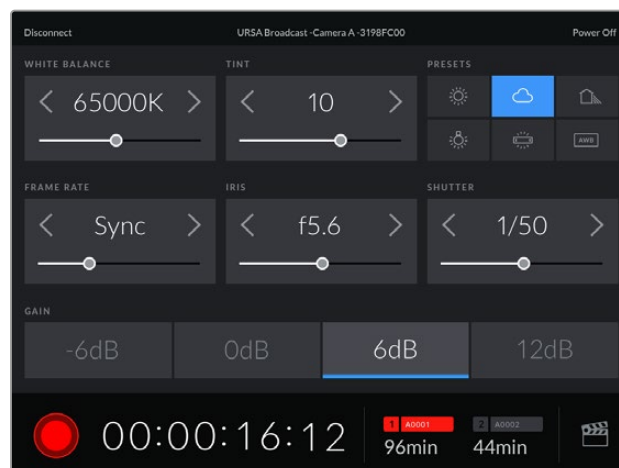 Disconnect
URSA Broadcast -Camera A -3198FC00
Power Off
WHITE BALANCE
TINT
PRESETS
65000K
10
AWB
FRAME RATE
IRIS
SHUTTER
Sync
f5.6
1/50
GAIN
-6dB
0dB
6dB
12dB
00:00:16:12
1 A0001
96min
2 A0002
44min